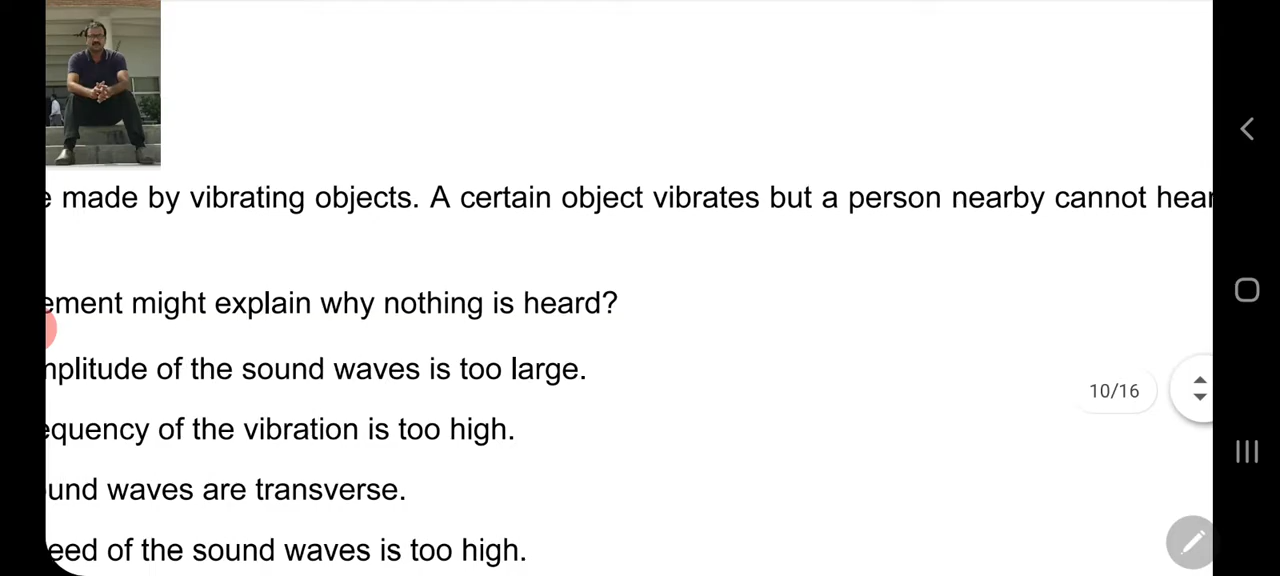 e made by vibrating objects. A certain object vibrates but a person nearby cannot hear
ement might explain why nothing is heard?
mplitude of the sound waves is too large.
10/16
equency of the vibration is too high.
und waves are transverse.
eed of the sound waves is too high.